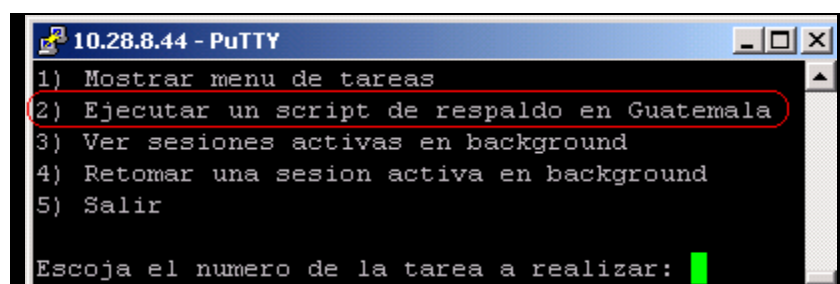 10.28.8.44 - PuTTY
1) Mostrar menu de tareas
2) Ejecutar un script de respaldo en Guatemala
3) Ver sesiones activas en background
4) Retomar una sesion activa en background
5) Salir
Escoja el numero de la tarea a realizar: